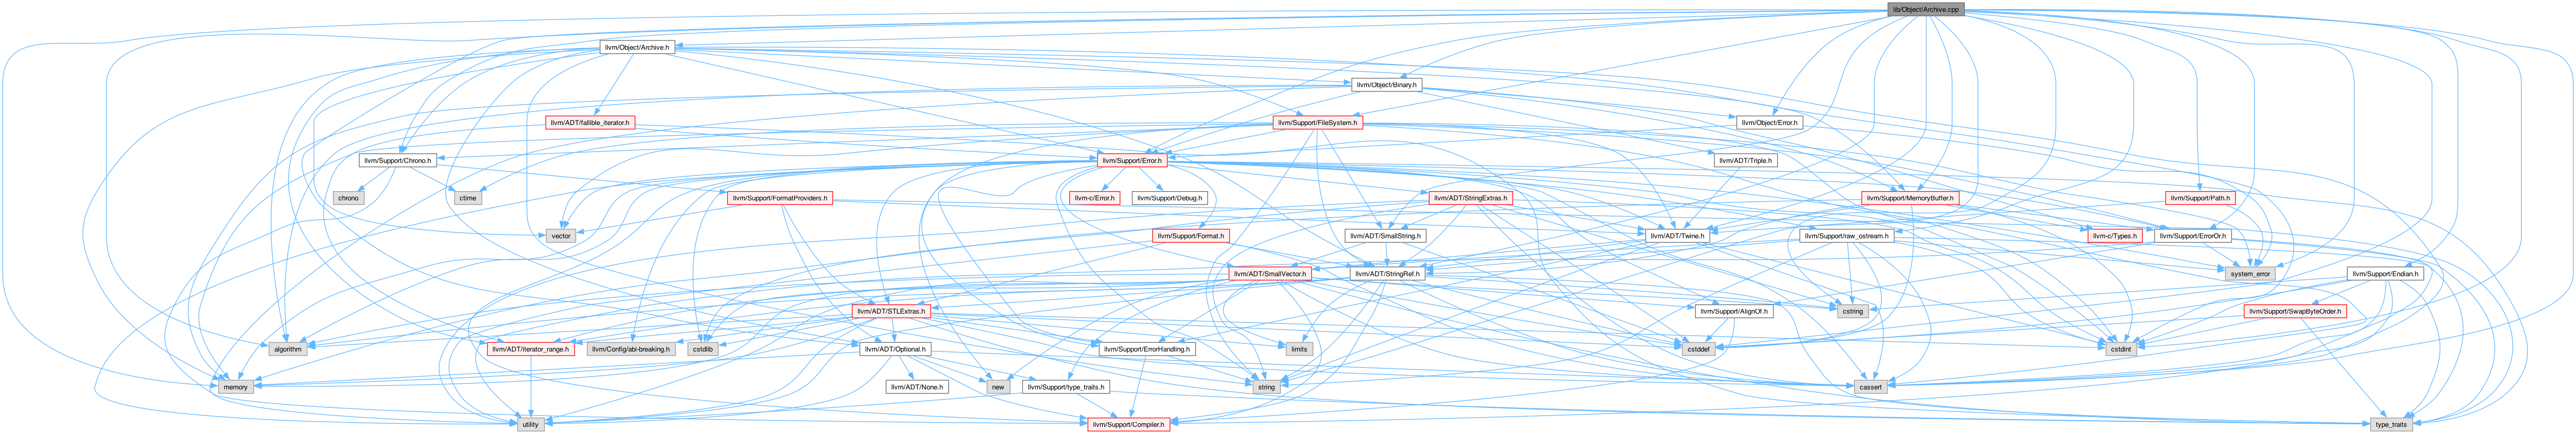 lib/Object/Archive.cpp
llvm/Object/Archive.h
llvm/Object/Binary.h
llvm/ADT/fallible_iterator.h
llvm/Support/FileSystem.h
llvm/Object/Error.h
llvm/Support/Chrono.h
llvm/Support/Error.h
llvm/ADT/Triple.h
chrono
ctime
llvm/Support/FormatProviders.h
llvm-c/Error.h
llvm/Support/Debug.h
llvm/ADT/StringExtras.h
llvm/Support/MemoryBuffer.h
llvm/Support/Path.h
vector
llvm/Support/Format.h
llvm/ADT/SmallString.h
llvm/ADT/Twine.h
llvm/Support/raw_ostream.h
llvm-c/Types.h
llvm/Support/ErrorOr.h
llvm/ADT/SmallVector.h
llvm/ADT/StringRef.h
system_error
llvm/Support/Endian.h
llvm/ADT/STLExtras.h
llvm/Support/AlignOf.h
cstring
llvm/Support/SwapByteOrder.h
algorithm
llvm/ADT/iterator_range.h
llvm/Config/abi-breaking.h
cstdlib
llvm/ADT/Optional.h
llvm/Support/ErrorHandling.h
limits
cstddef
cstdint
memory
llvm/ADT/None.h
new
llvm/Support/type_traits.h
string
cassert
utility
llvm/Support/Compiler.h
type_traits